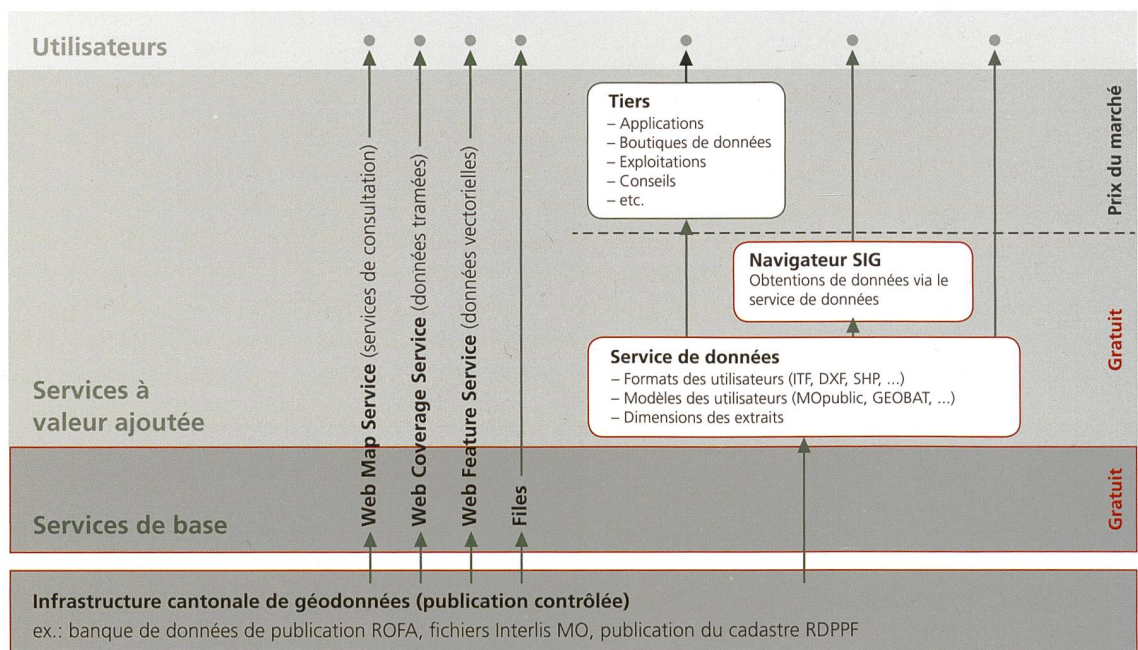 Utilisateurs
Tiers
– Applications
– Boutiques de données
– Exploitations
– Conseils
– etc.
Prix du marché
Navigateur SIG
Obtentions de données via le
service de données
Gratuit
Service de données
– Formats des utilisateurs (ITF, DXF, SHP, ...)
– Modèles des utilisateurs (MOpublic, GEOBAT, ...)
– Dimensions des extraits
Services à
valeur ajoutée
Web Map Service (services de consultation)
Web Coverage Service (données tramées)
Web Feature Service (données vectorielles)
Files
Services de base
Gratuit
Infrastructure cantonale de géodonnées (publication contrôlée)
ex.: banque de données de publication ROFA, fichiers Interlis MO, publication du cadastre RDPPF